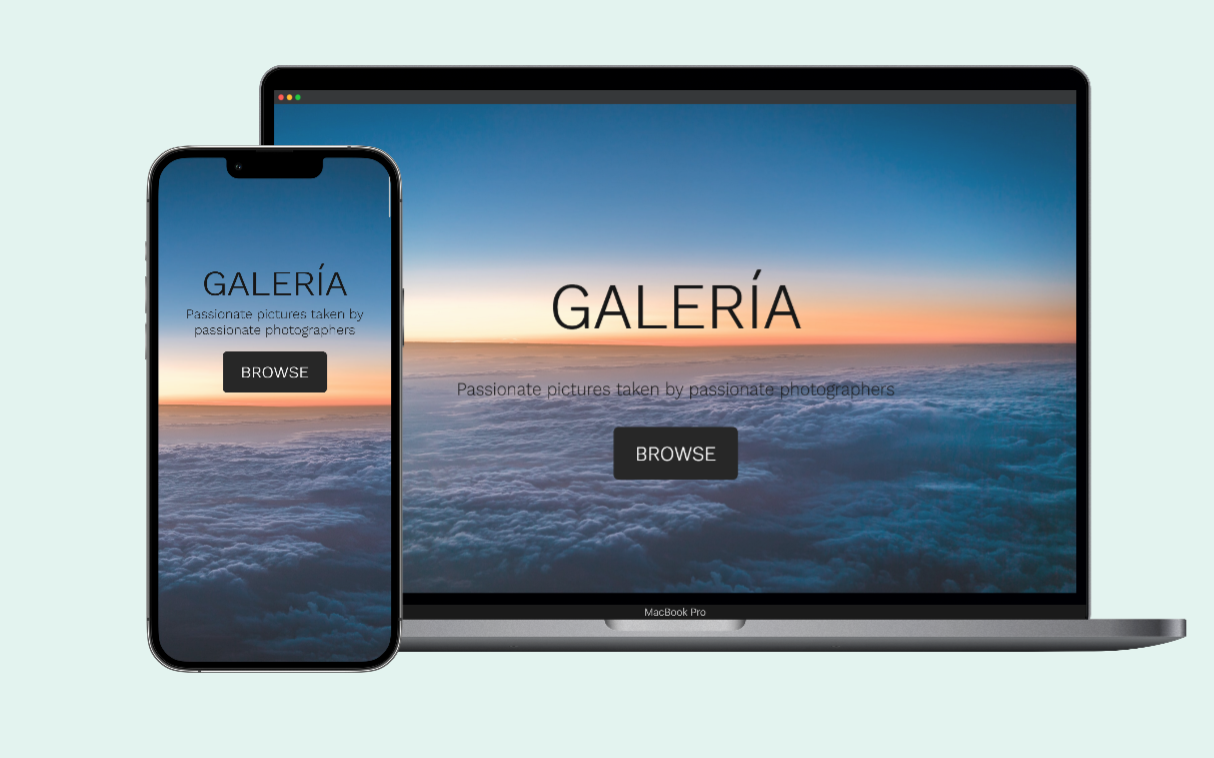 GALERÍA
Passionate pictures taken by
passionate photographers
BROWSE
GALERÍA
Passionate pictures taken by passionate photographers
BROWSE
MacBook Pro